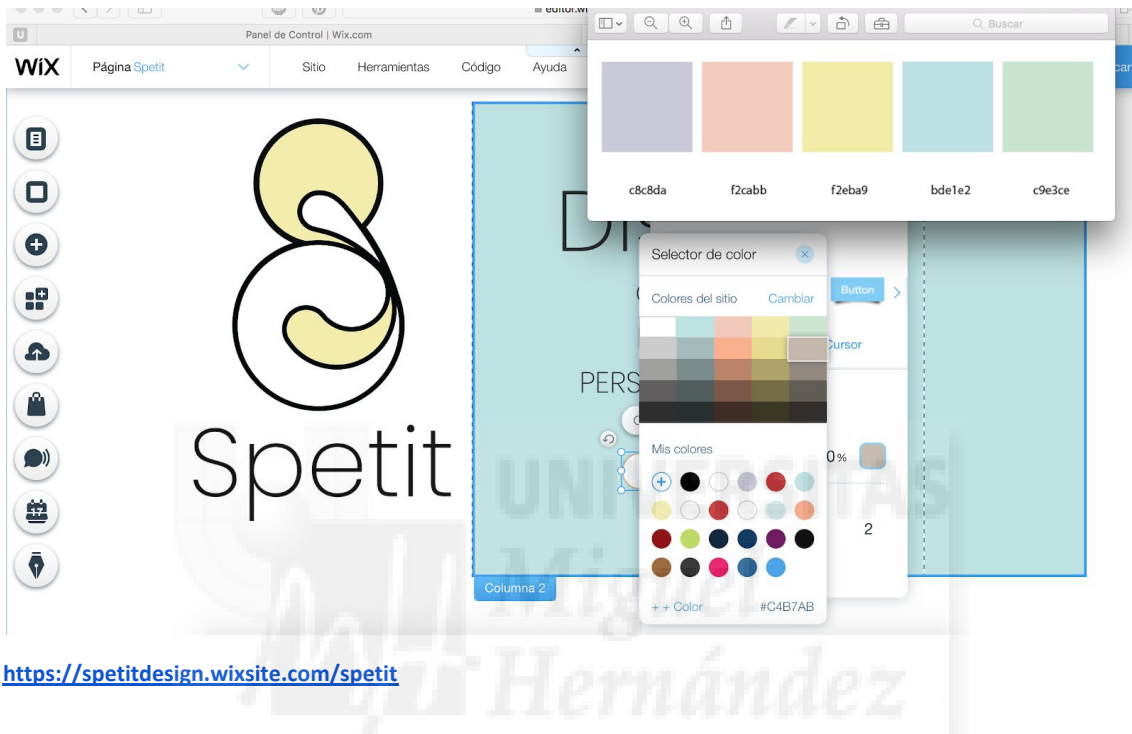 U
Panel de Control | Wix.com
Buscar
WiX
Página Spetit
Sitio
Herramientas
Código
Ayuda
c8c8da
f2cabb
f2eba9
bde1e2
c9e3ce
Selector de color
Colores del sitio
Cambiar
Button
Cursor
PERS
Mis colores
0%
2
Spetit
Columna 2
+ + Color
#C4B7AB
UNIVERSITAS
Miguel
Hernández
https://spetitdesign.wixsite.com/spetit